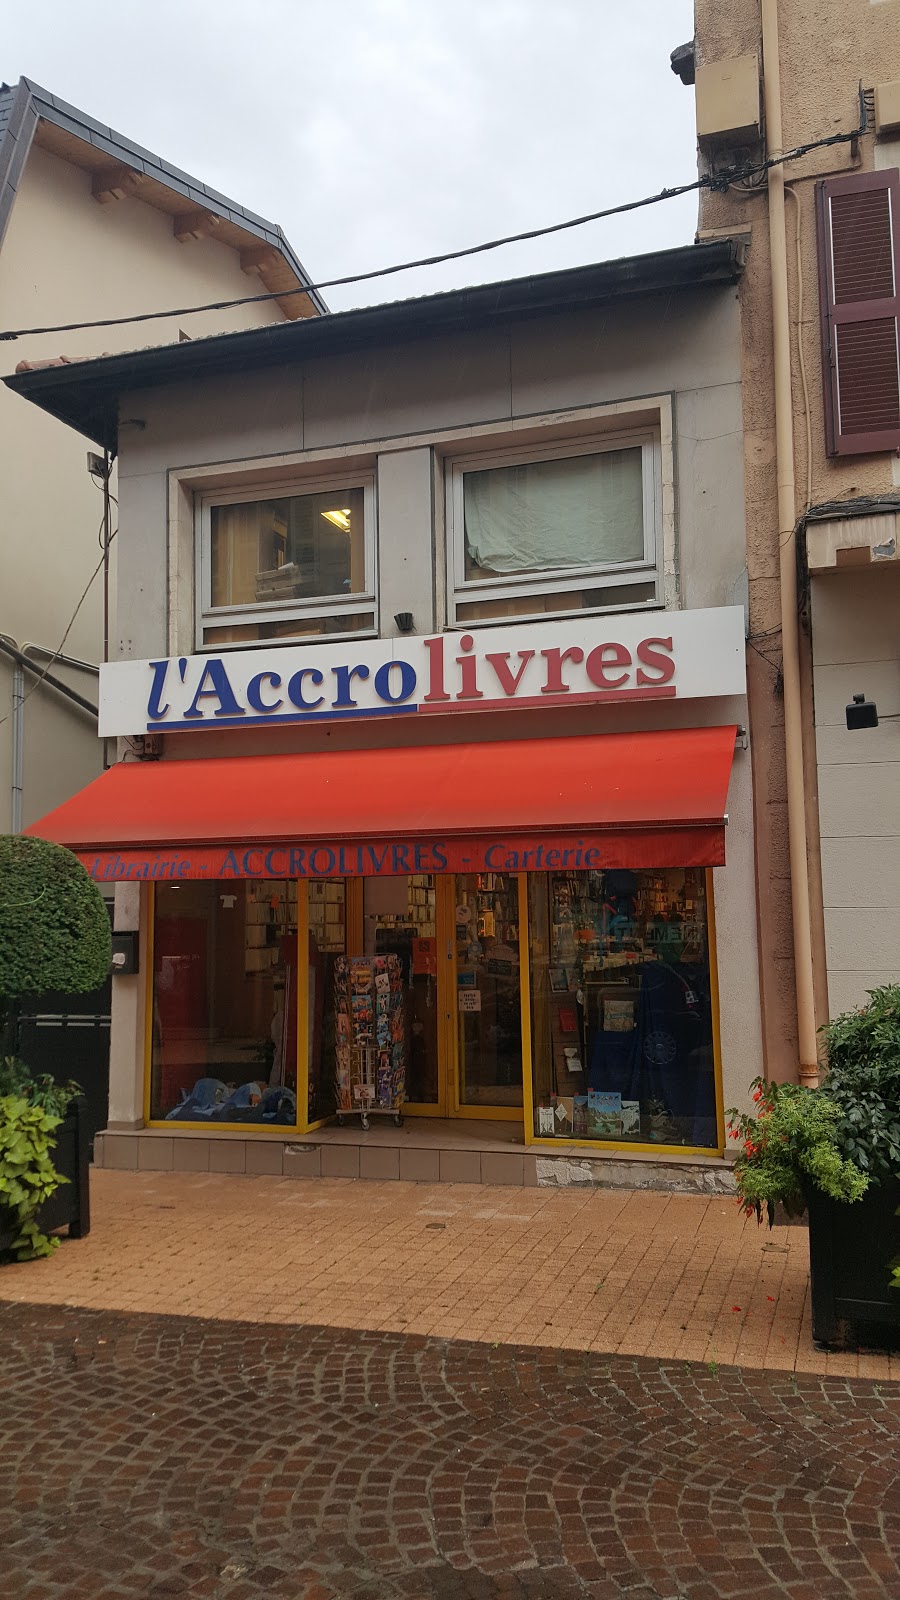 l'Accrolivres
Librairie - ACCROLIVRES - Carterie